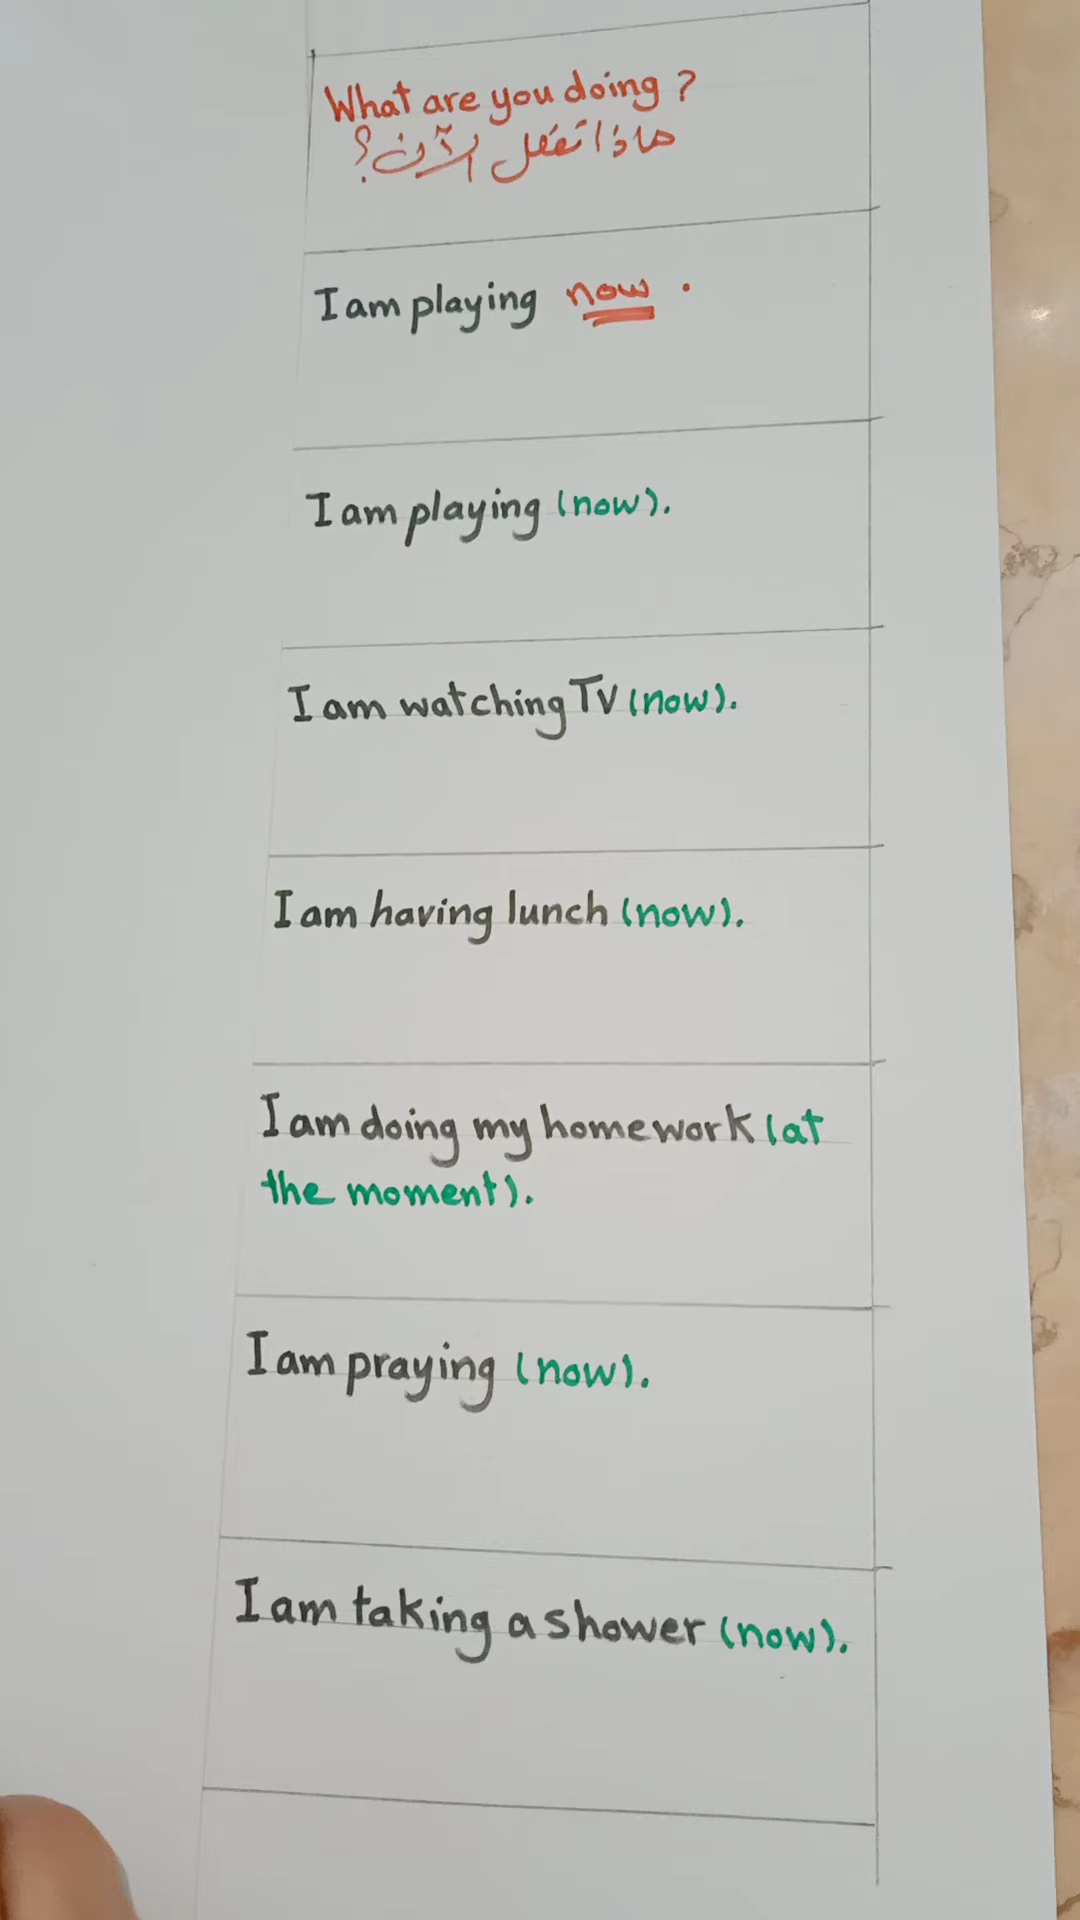 What are you doing ?
ماذا تفعل الآن؟
I am playing now .
I am playing (now).
I am watching TV (now).
I am having lunch (now).
I am doing my homework (at
the moment).
I am praying (now).
I am taking a shower (now).